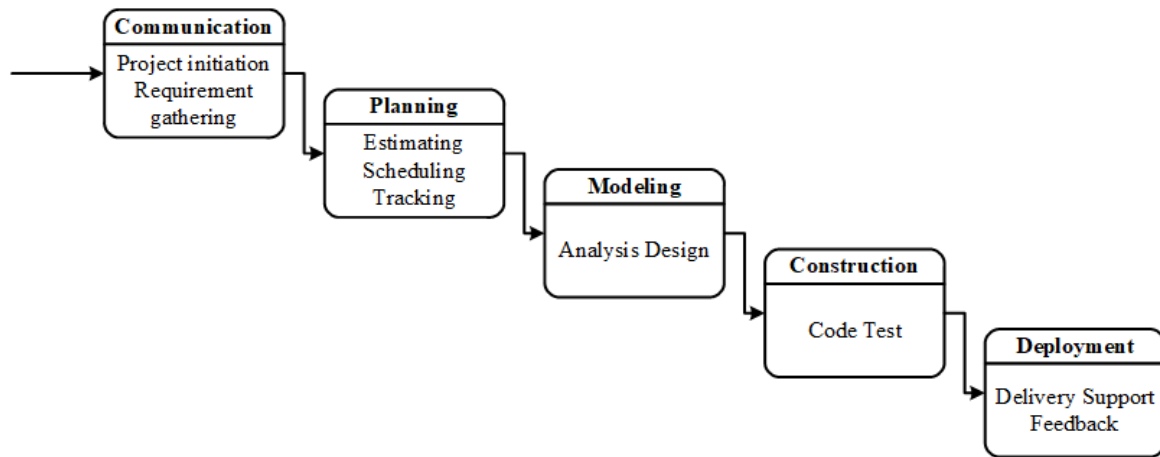 Communication
Project initiation
Requirement
gathering
Planning
Estimating
Scheduling
Tracking
Modeling
Analysis Design
Construction
Code Test
Deployment
Delivery Support
Feedback